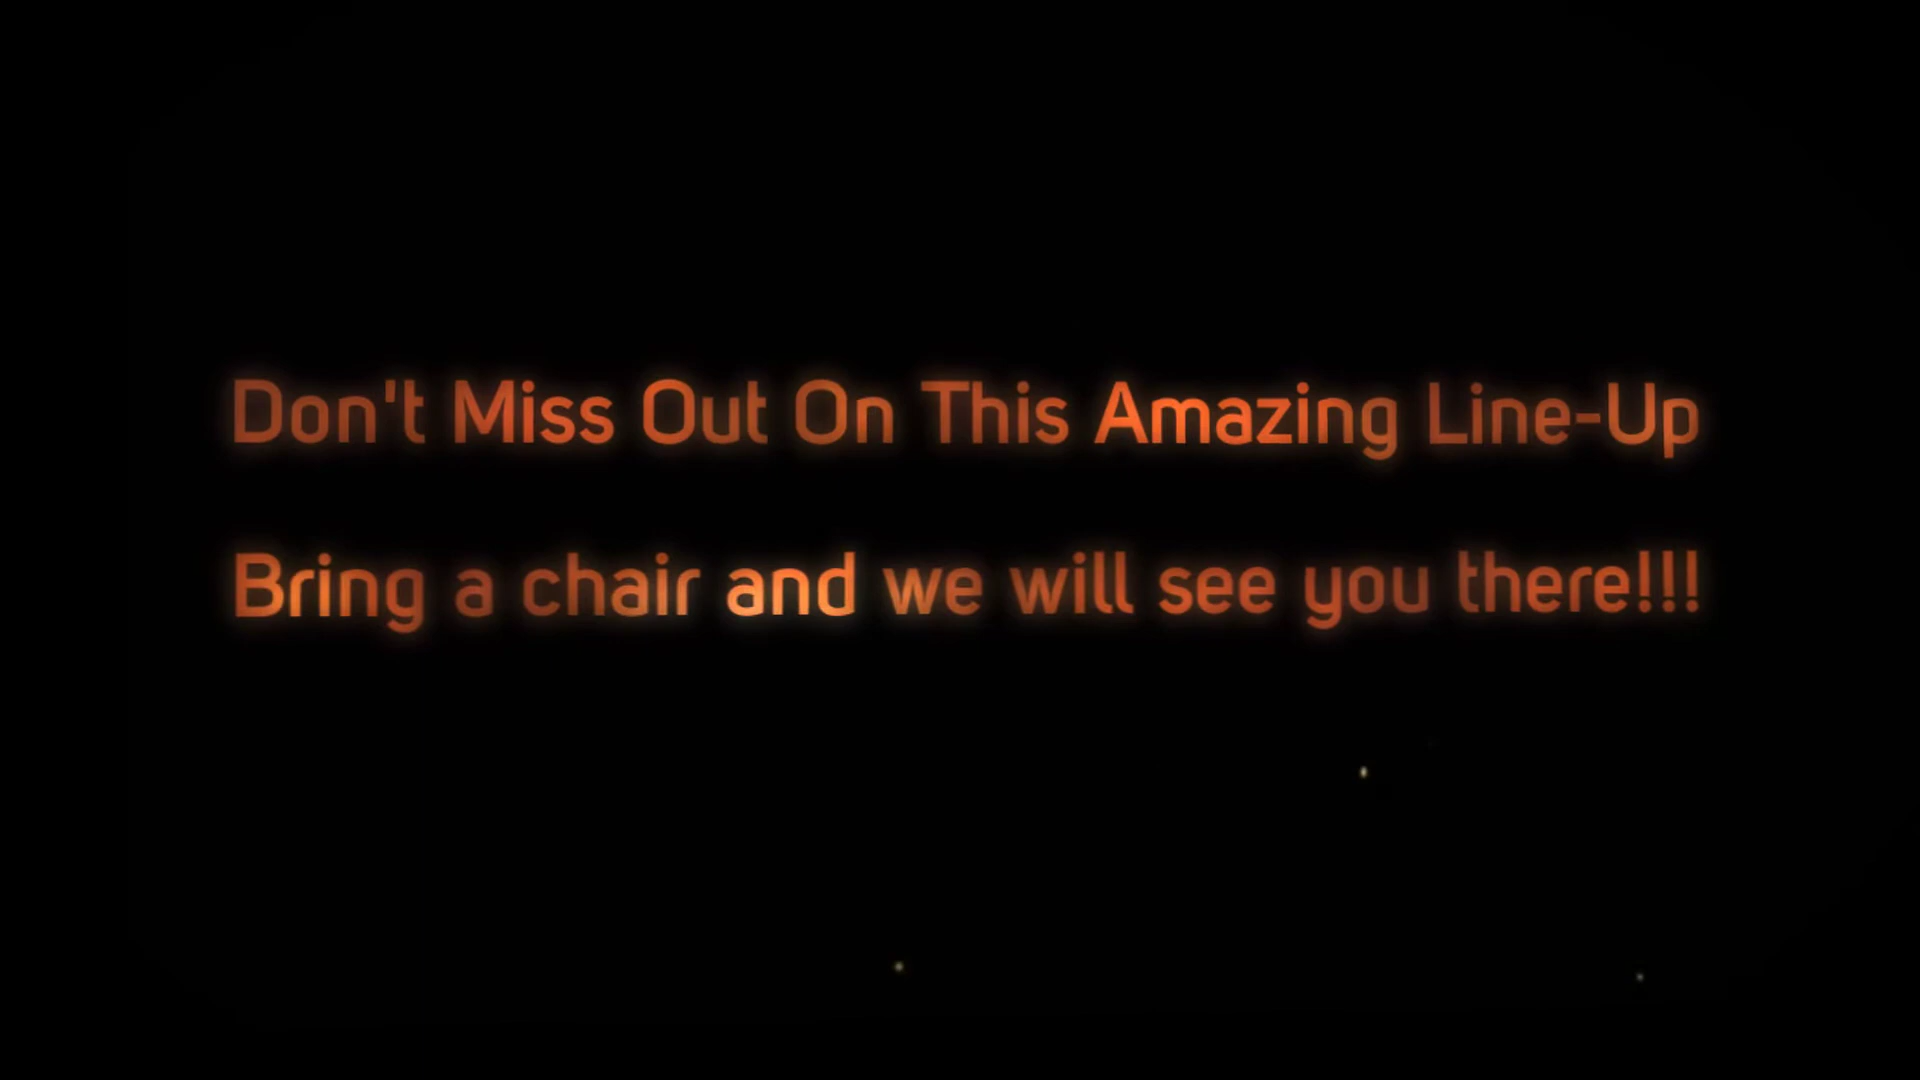 Don't Miss Out On This Amazing Line-Up
Bring a chair and we will see you there!!!